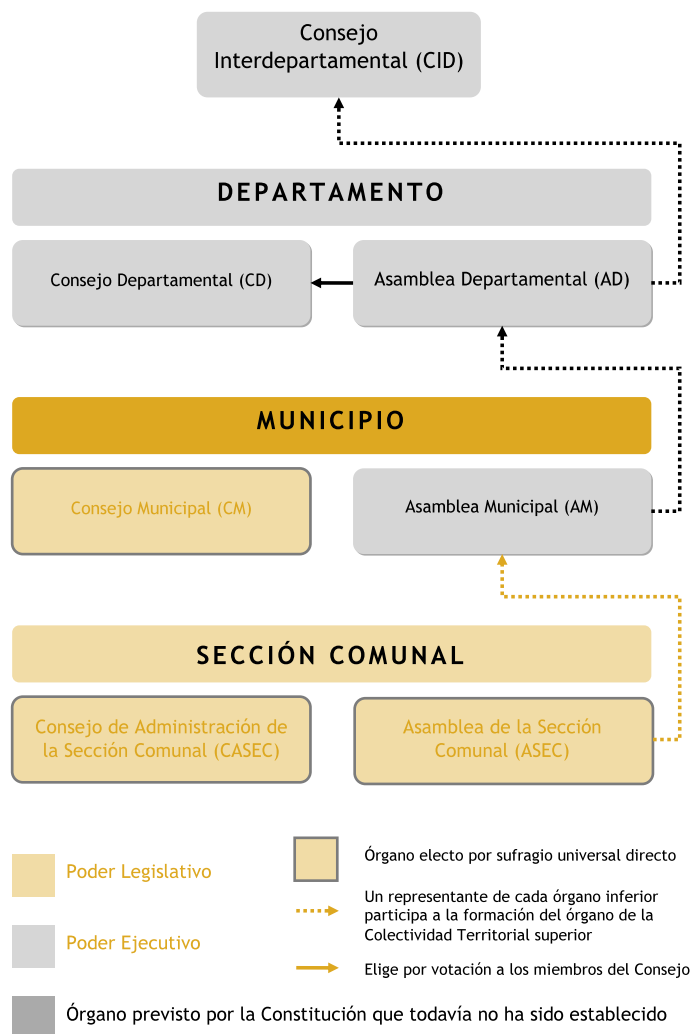 Consejo
Interdepartamental (CID)
DEPARTAMENTO
Consejo Departamental (CD)
Asamblea Departamental (AD)
MUNICIPIO
Consejo Municipal (CM)
Asamblea Municipal (AM)
SECCIÓN COMUNAL
Consejo de Administración de
la Sección Comunal (CASEC)
Asamblea de la Sección
Comunal (ASEC)
Poder Legislativo
Poder Ejecutivo
Órgano previsto por la Constitución que todavía no ha sido establecido
Órgano electo por sufragio universal directo
Un representante de cada órgano inferior
participa a la formación del órgano de la
Colectividad Territorial superior
Elige por votación a los miembros del Consejo